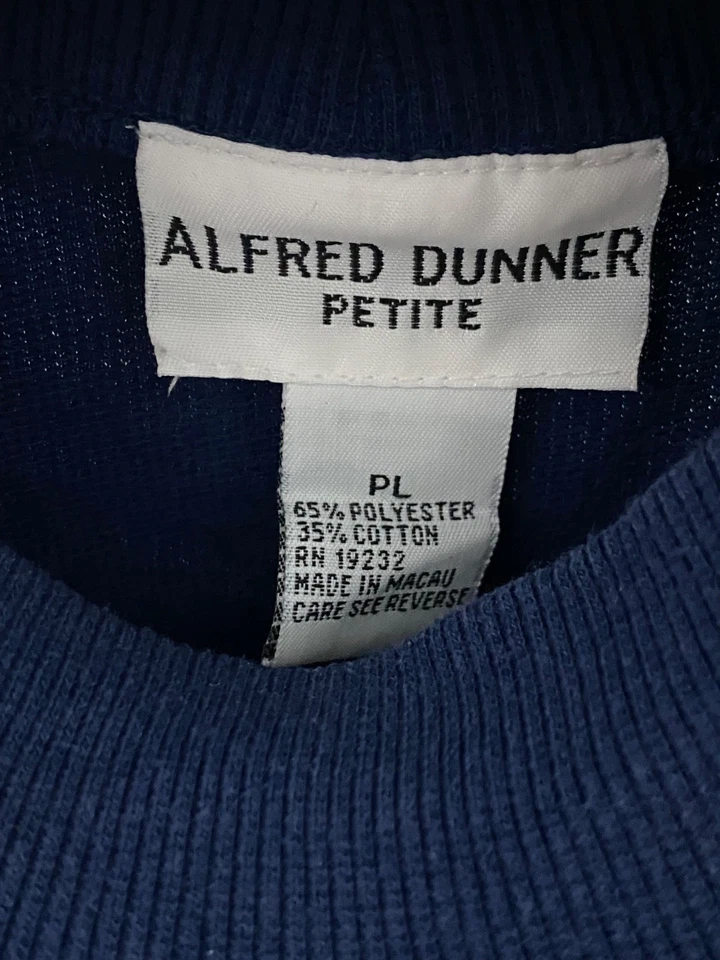 ALFRED DUNNER
PETITE
PL
65% POLYESTER
35% COTTON
RN 19232
MADE IN MACAU
CARE SEE REVERSE